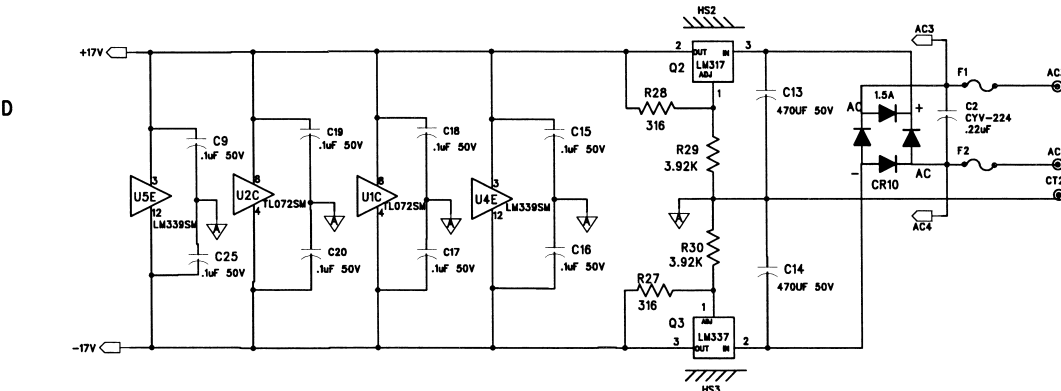 HS2
AC3
+17V
2 OUT IN 3
LM317
ADJ
Q2
1
F1
AC
R28
316
C13
470UF 50V
1.5A
AC
+
C2
CYV-224
.22uF
D
C9
.1uF 50V
C19
.1uF 50V
C18
.1uF 50V
C15
.1uF 50V
R29
3.92K
F2
AC
-
CR10
AC
CT2
3
U5E
12
LM339SM
8
U2C
4
TL072SM
8
U1C
4
TL072SM
3
U4E
12
LM339SM
A
A
A
A
A
AC4
C25
.1uF 50V
C20
.1uF 50V
C17
.1uF 50V
C16
.1uF 50V
R30
3.92K
R27
316
C14
470UF 50V
1
Q3
ADJ
LM337
-17V
3 OUT IN 2
HS3